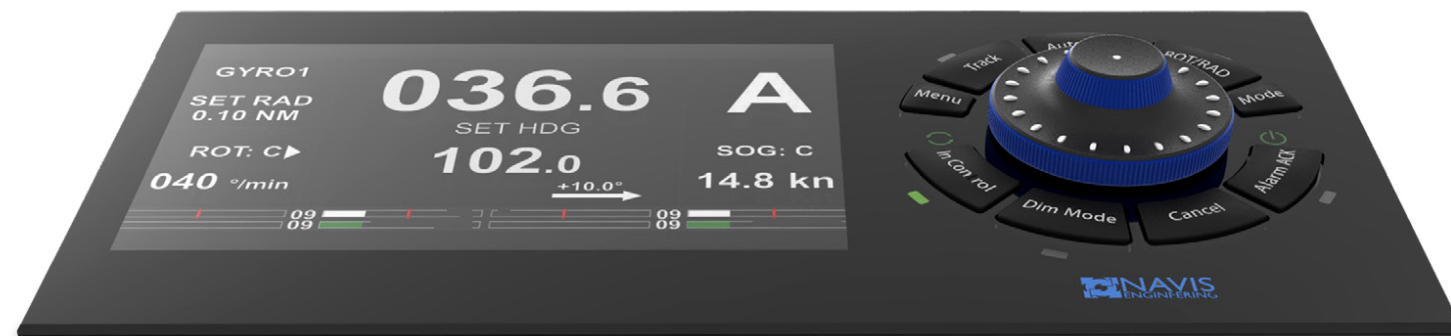 GYRO1
036.6
A
SET RAD
0.10 NM
SET HDG
102.0
ROT: C▶
040 °/min
SOG: C
14.8 kn
+10.0°
09
09
09
09
Track
ROT/RAD
Menu
Mode
In Con rol
Alarm ACK
Dim Mode
Cancel
NAVIS
ENGINEERING